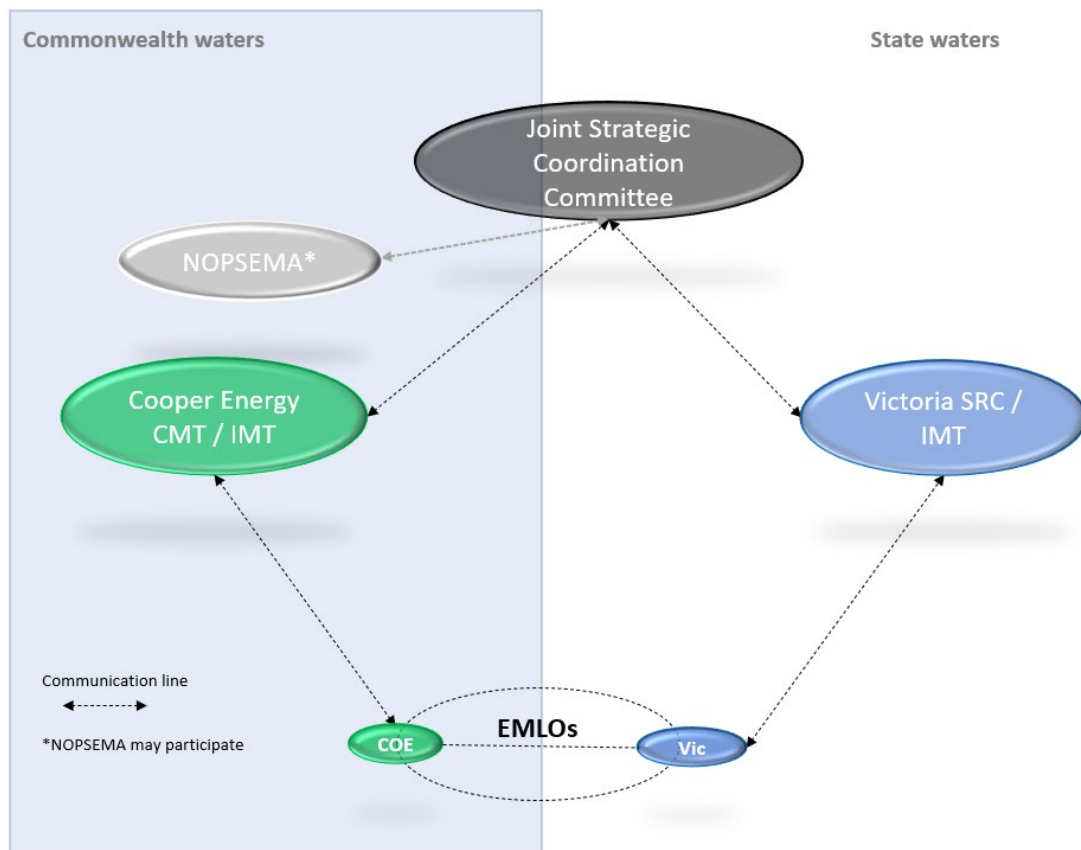 Commonwealth waters
State waters
Joint Strategic
Coordination
Committee
NOPSEMA*
Cooper Energy
CMT / IMT
Victoria SRC /
IMT
Communication line
*NOPSEMA may participate
EMLOs
COE
Vic